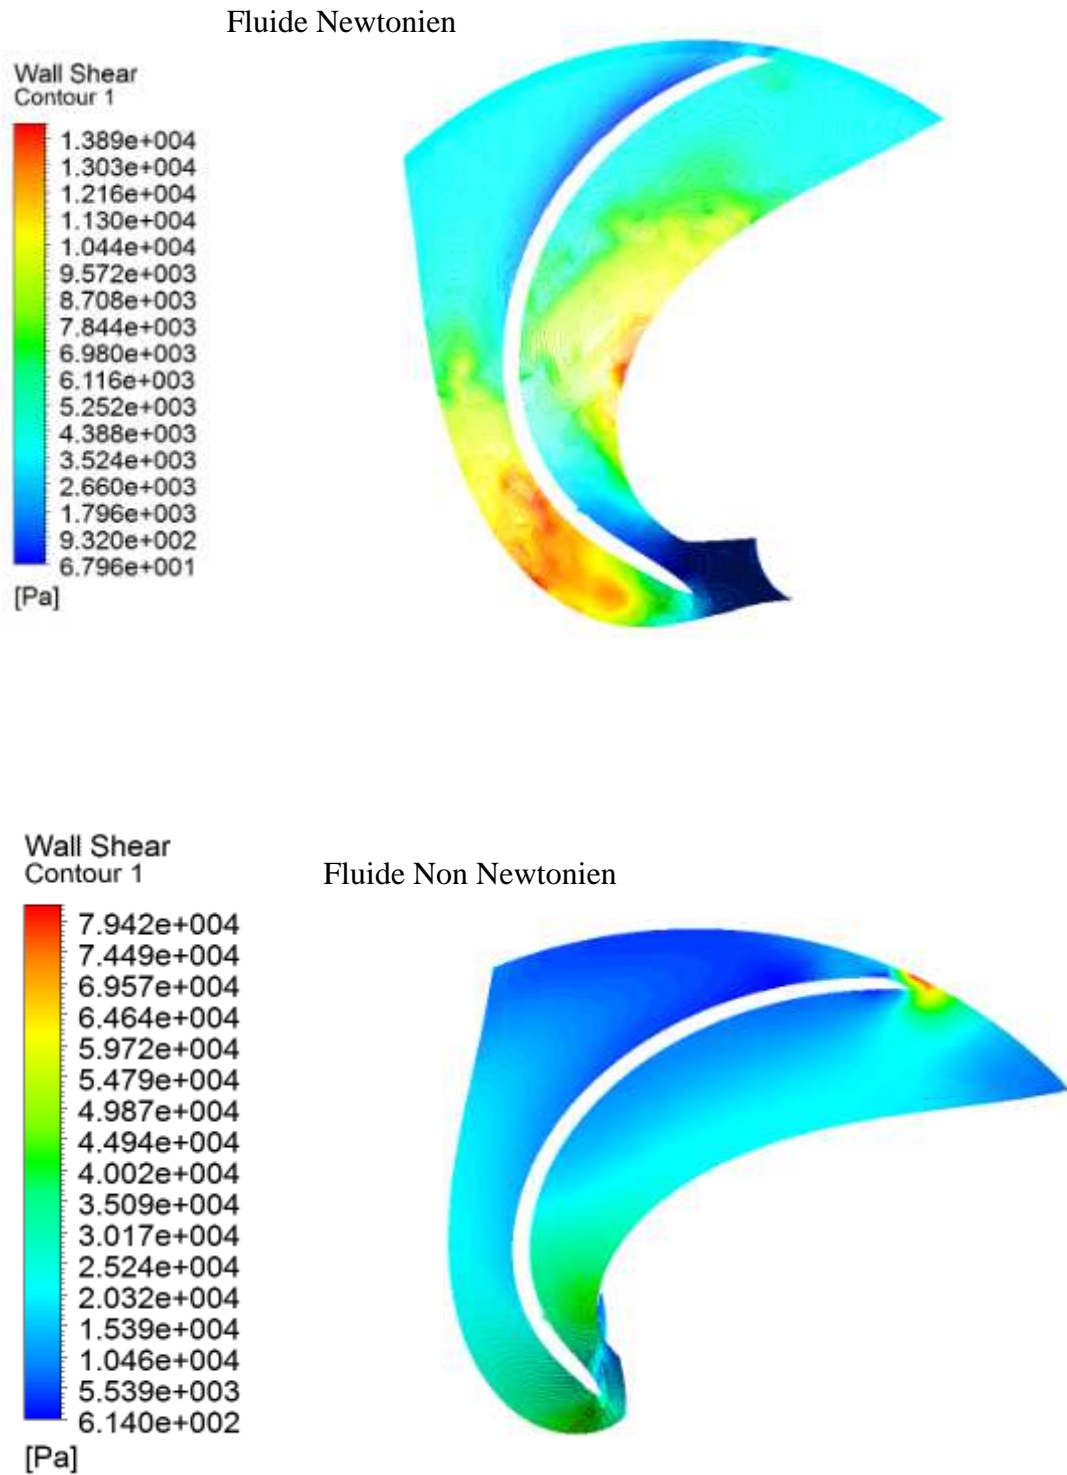 Fluide Newtonien
Wall Shear
Contour 1
1.389e+004
1.303e+004
1.216e+004
1.130e+004
1.044e+004
9.572e+003
8.708e+003
7.844e+003
6.980e+003
6.116e+003
5.252e+003
4.388e+003
3.524e+003
2.660e+003
1.796e+003
9.320e+002
6.796e+001
[Pa]
Wall Shear
Contour 1
Fluide Non Newtonien
7.942e+004
7.449e+004
6.957e+004
6.464e+004
5.972e+004
5.479e+004
4.987e+004
4.494e+004
4.002e+004
3.509e+004
3.017e+004
2.524e+004
2.032e+004
1.539e+004
1.046e+004
5.539e+003
6.140e+002
[Pa]